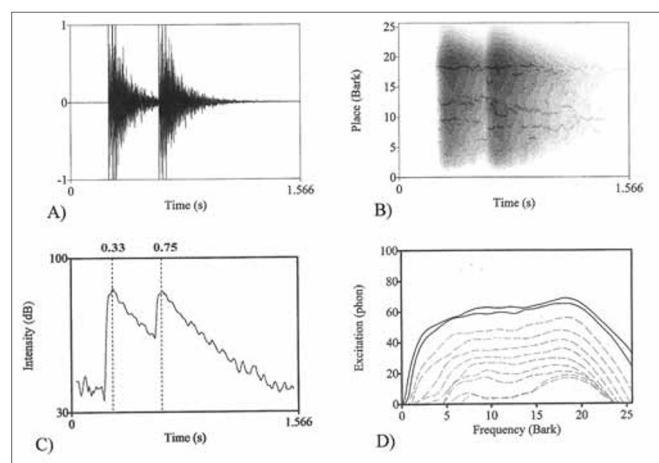 1
0
-1
0
1.566
Time (s)
A)
25
20
15
10
5
0
Place (Bark)
0
1.566
Time (s)
B)
0.33 0.75
100
Intensity (dB)
30
0
1.566
Time (s)
C)
100
80
60
40
20
0
Excitation (phon)
0 5 10 15 20 25
Frequency (Bark)
D)